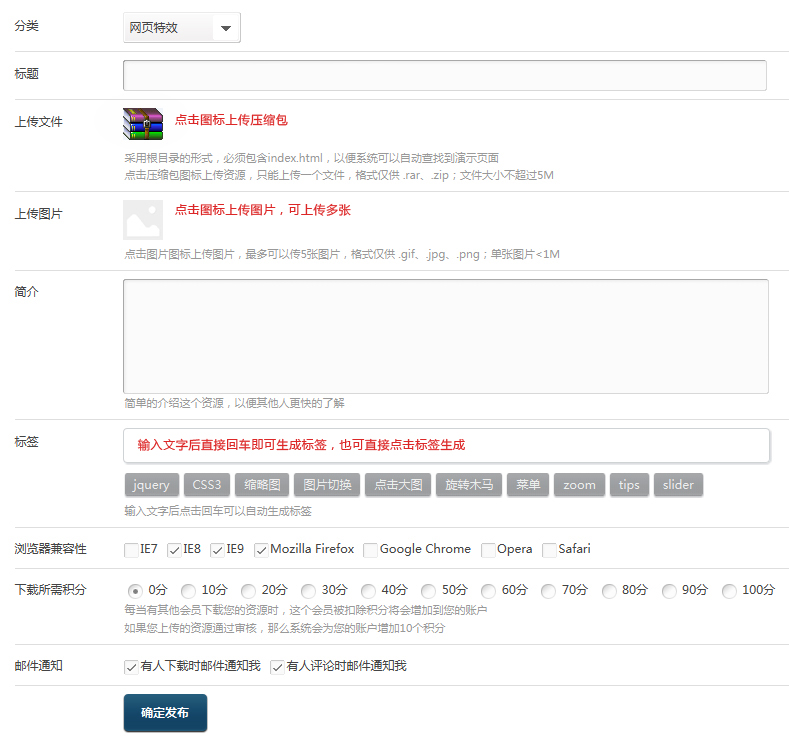 分类 网页特效
标题
上传文件 点击图标上传压缩包
采用根目录的形式，必须包含index.html，以便系统可以自动查找到演示页面
点击压缩包图标上传资源，只能上传一个文件，格式仅供 .rar、.zip；文件大小不超过5M
上传图片 点击图标上传图片，可上传多张
点击图片图标上传图片，最多可以传5张图片，格式仅供 .gif、.jpg、.png；单张图片<1M
简介
简单的介绍这个资源，以便其他人更快的了解
标签 输入文字后直接回车即可生成标签，也可直接点击标签生成
jquery CSS3 缩略图 图片切换 点击大图 旋转木马 菜单 zoom tips slider
输入文字后点击回车可以自动生成标签
浏览器兼容性 IE7 IE8 IE9 Mozilla Firefox Google Chrome Opera Safari
下载所需积分 0分 10分 20分 30分 40分 50分 60分 70分 80分 90分 100分
每当有其他会员下载您的资源时，这个会员被扣除积分将会增加到您的账户
如果您上传的资源通过审核，那么系统会为您的账户增加10个积分
邮件通知 有人下载时邮件通知我 有人评论时邮件通知我
确定发布